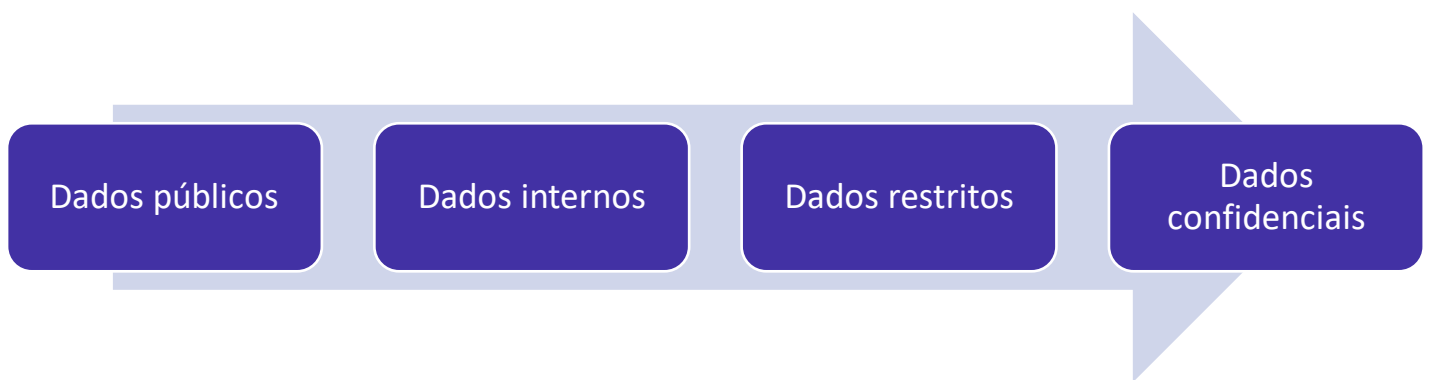 Dados públicos
Dados internos
Dados restritos
Dados
confidenciais